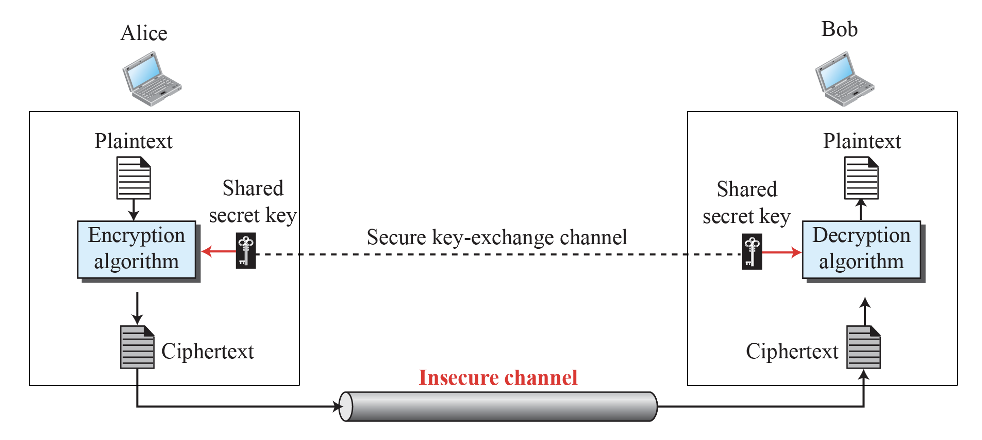 Alice
Bob
Plaintext
Plaintext
Shared
secret key
Shared
secret key
Encryption
algorithm
Secure key-exchange channel
Decryption
algorithm
Ciphertext
Ciphertext
Insecure channel